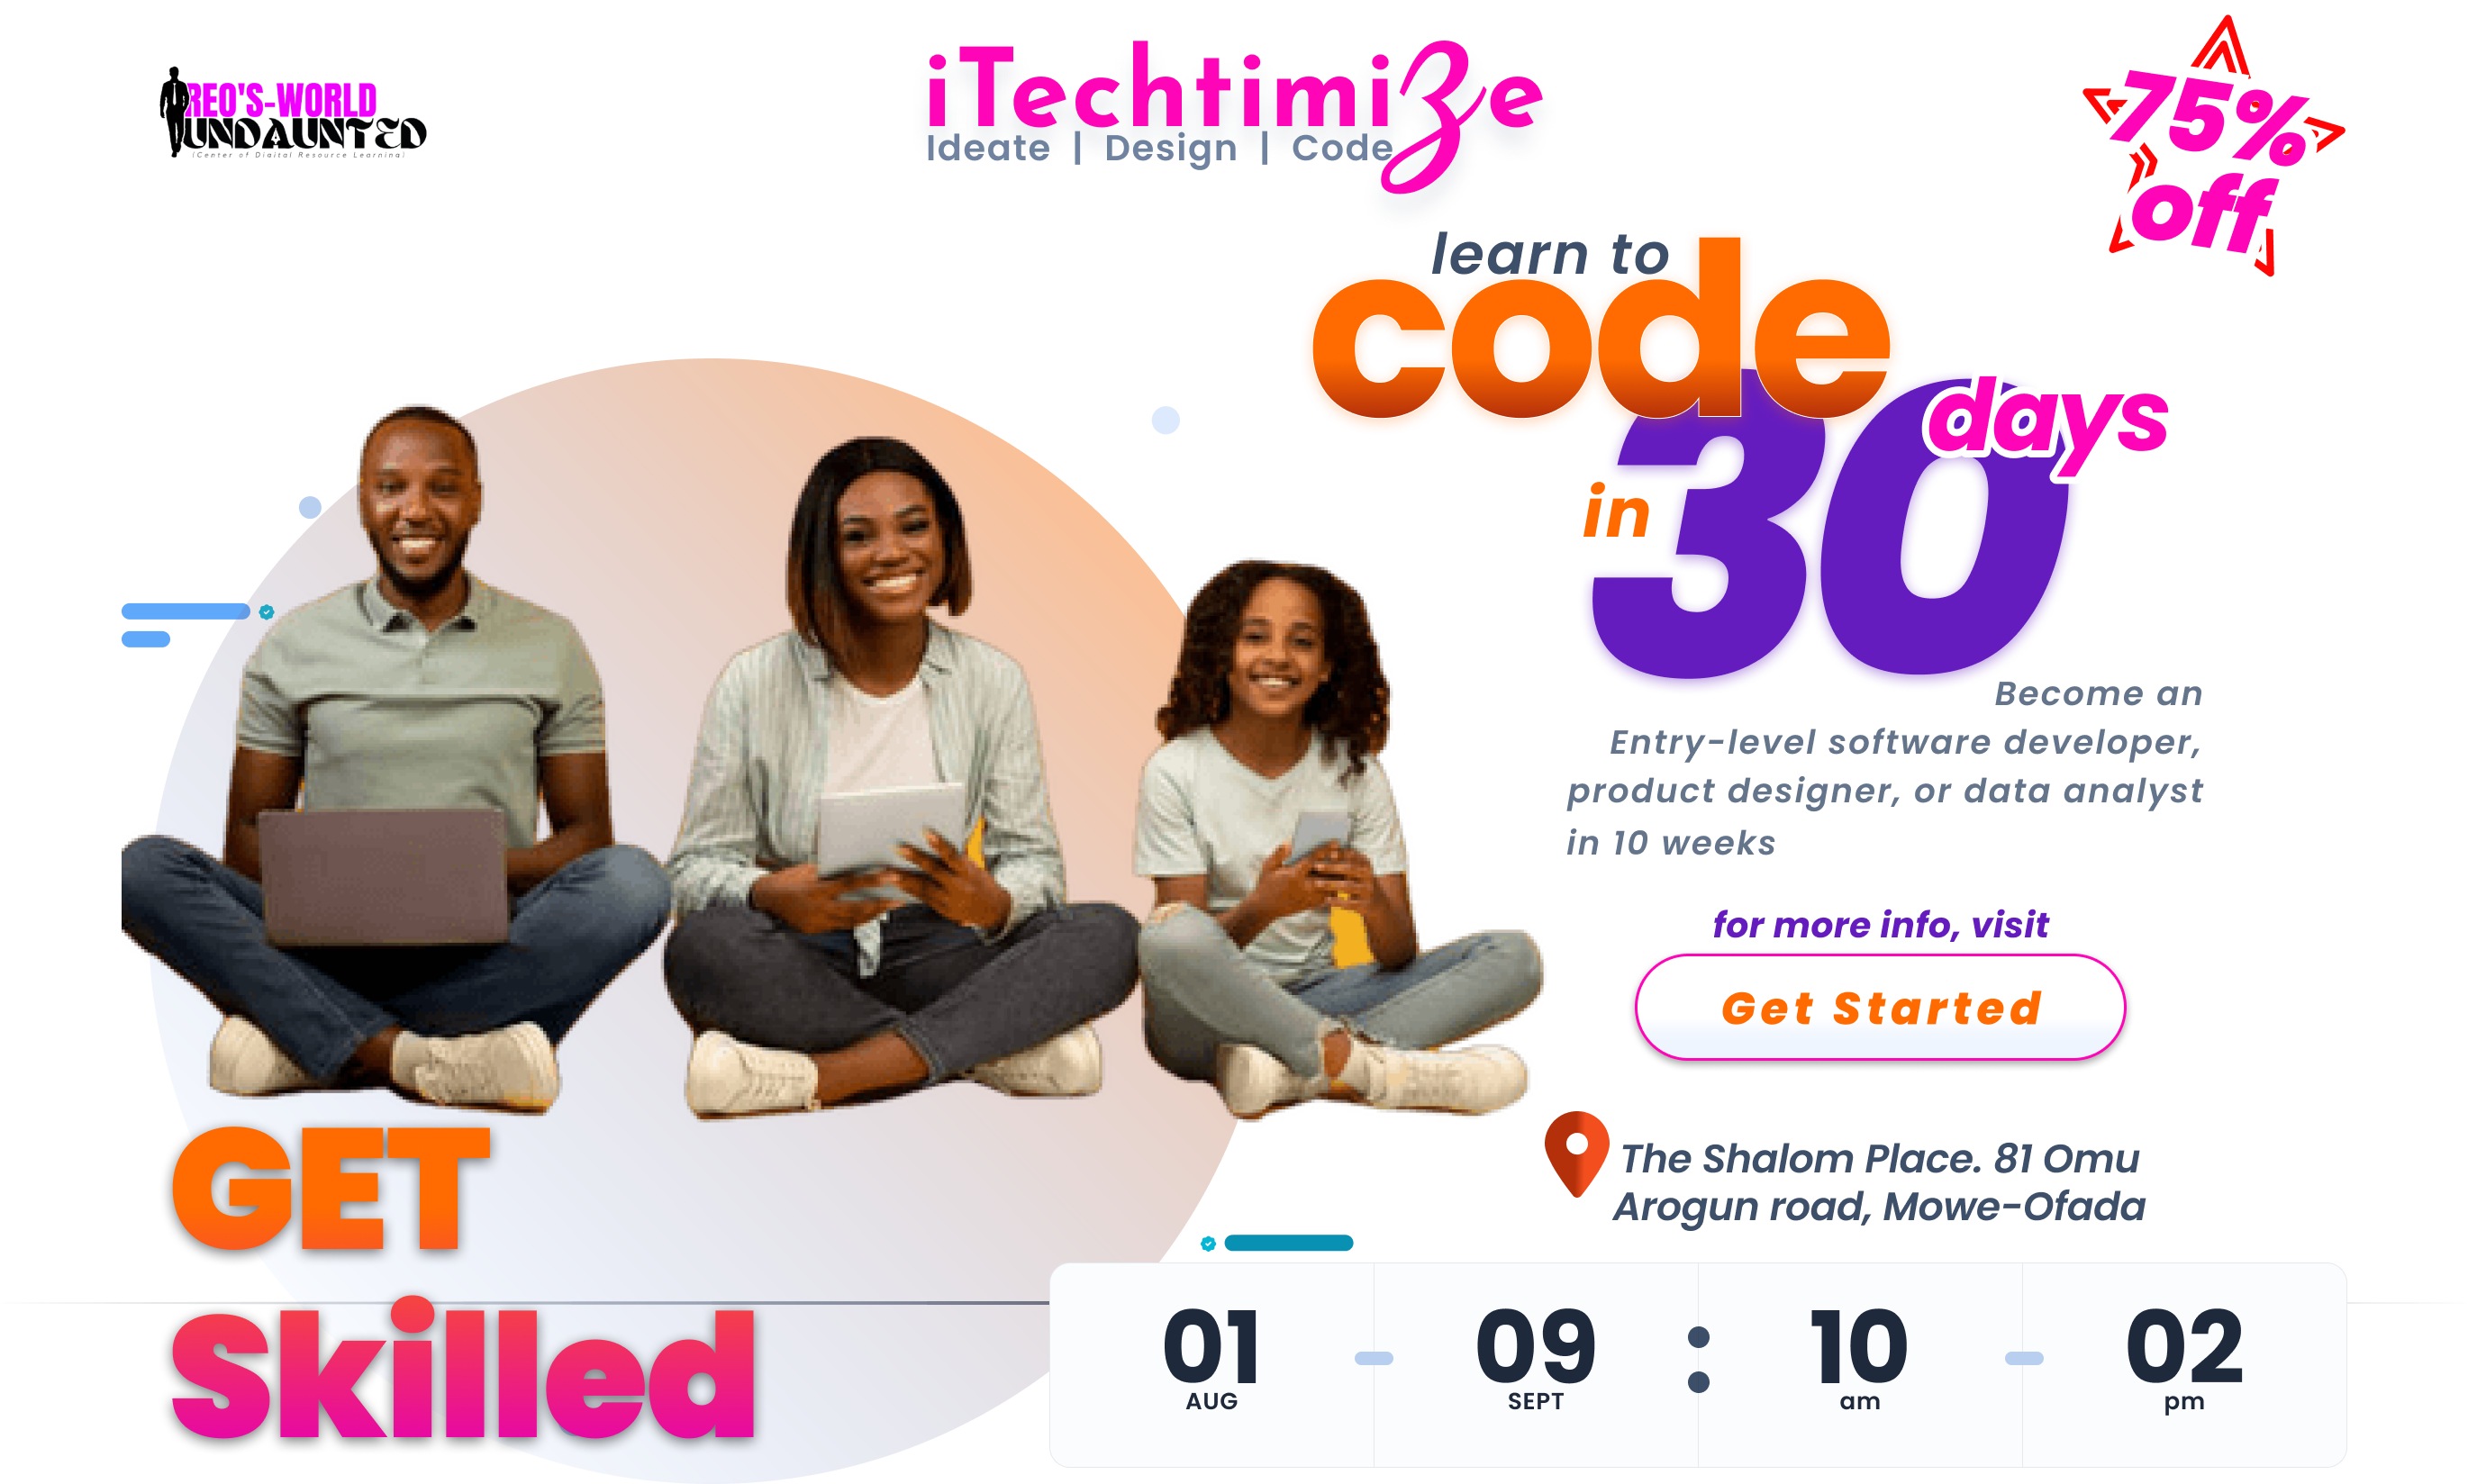 REO'S-WORLD
UNDAUNTED
(Center of Digital Resource Learning)
iTechtimize
Ideate | Design | Code
75%
off
learn to
code
in 30 days
Become an
Entry-level software developer,
product designer, or data analyst
in 10 weeks
for more info, visit
Get Started
The Shalom Place. 81 Omu
Arogun road, Mowe-Ofada
GET
Skilled
01 - 09 : 10 - 02
AUG SEPT am pm